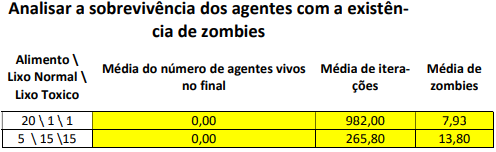 Analisar a sobrevivência dos agentes com a existên-
cia de zombies
Alimento \
Lixo Normal \
Lixo Toxico
Média do número de agentes vivos
no final
Média de itera-
ções
Média de
zombies
20 \ 1 \ 1 0,00 982,00 7,93
5 \ 15 \15 0,00 265,80 13,80